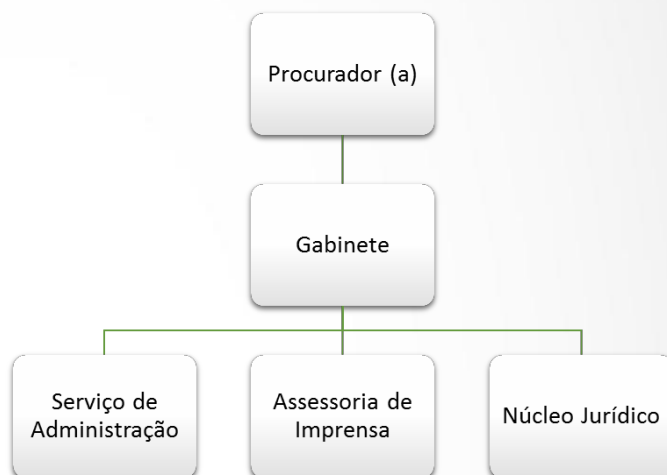 Procurador (a)
Gabinete
Serviço de
Administração
Assessoria de
Imprensa
Núcleo Jurídico